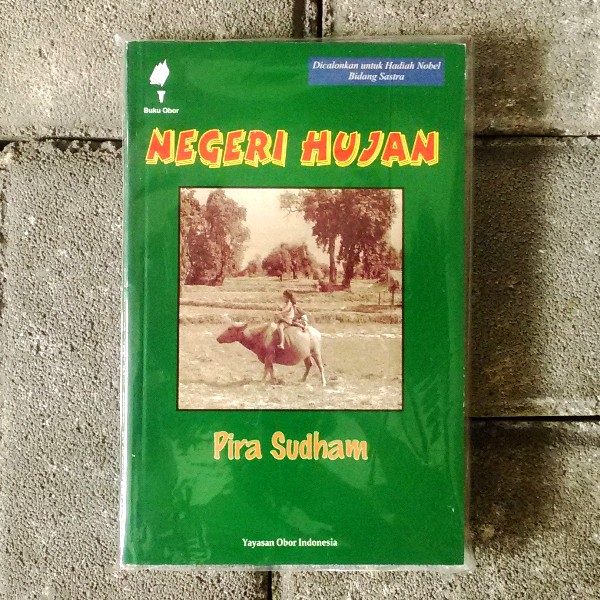 Dicalonkan untuk Hadiah Nobel
Bidang Sastra
Buku Obor
NEGERI HUJAN
Pira Sudham
Yayasan Obor Indonesia